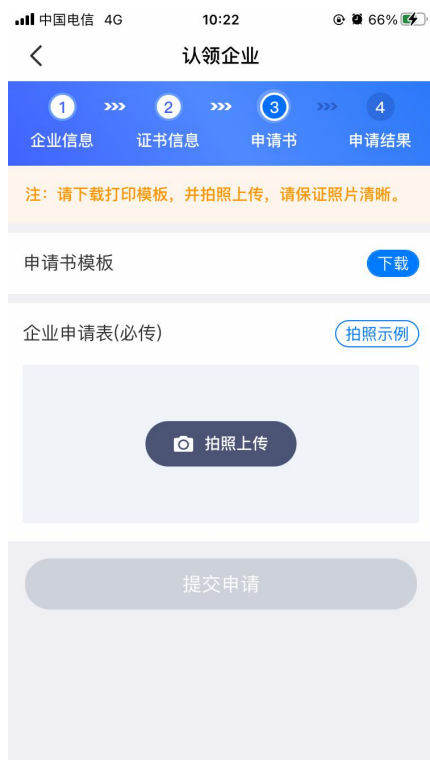 中国电信 4G 10:22 66%
认领企业
1 2 3 4
企业信息 证书信息 申请书 申请结果
注：请下载打印模板，并拍照上传，请保证照片清晰。
申请书模板 下载
企业申请表(必传) 拍照示例
拍照上传
提交申请